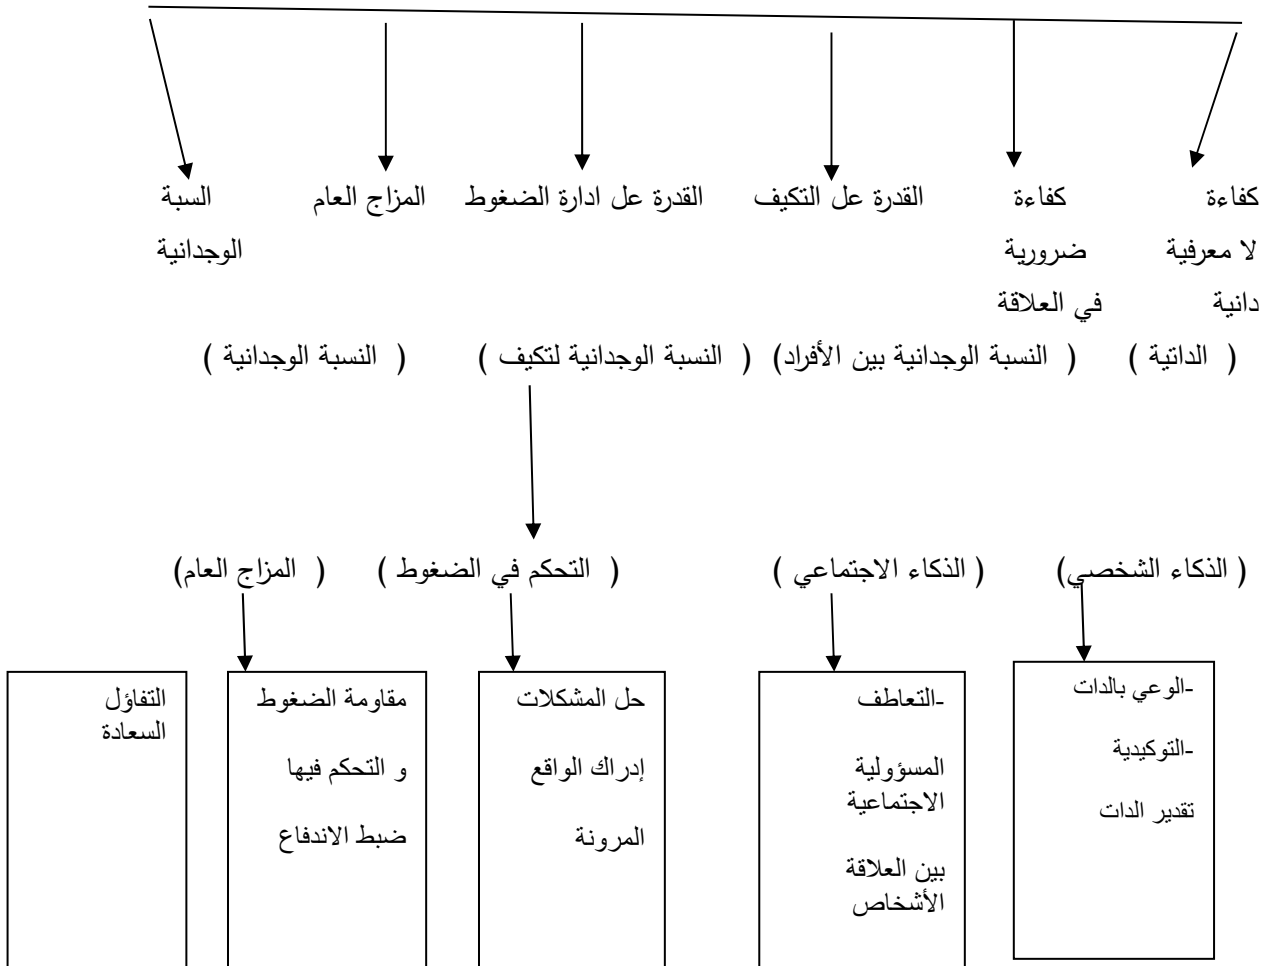 كفاءة
لا معرفية
دانية
كفاءة
ضرورية
في العلاقة
القدرة عل التكيف
القدرة عل ادارة الضغوط
المزاج العام
السبة
الوجدانية
( الداتية )
( النسبة الوجدانية بين الأفراد)
( النسبة الوجدانية لتكيف )
( النسبة الوجدانية )
( الذكاء الشخصي)
( الذكاء الاجتماعي )
( التحكم في الضغوط )
( المزاج العام)
-الوعي بالدات
-التوكيدية
تقدير الدات
-التعاطف
المسؤولية
الاجتماعية
بين العلاقة
الأشخاص
حل المشكلات
إدراك الواقع
المرونة
مقاومة الضغوط
و التحكم فيها
ضبط الاندفاع
التفاؤل
السعادة